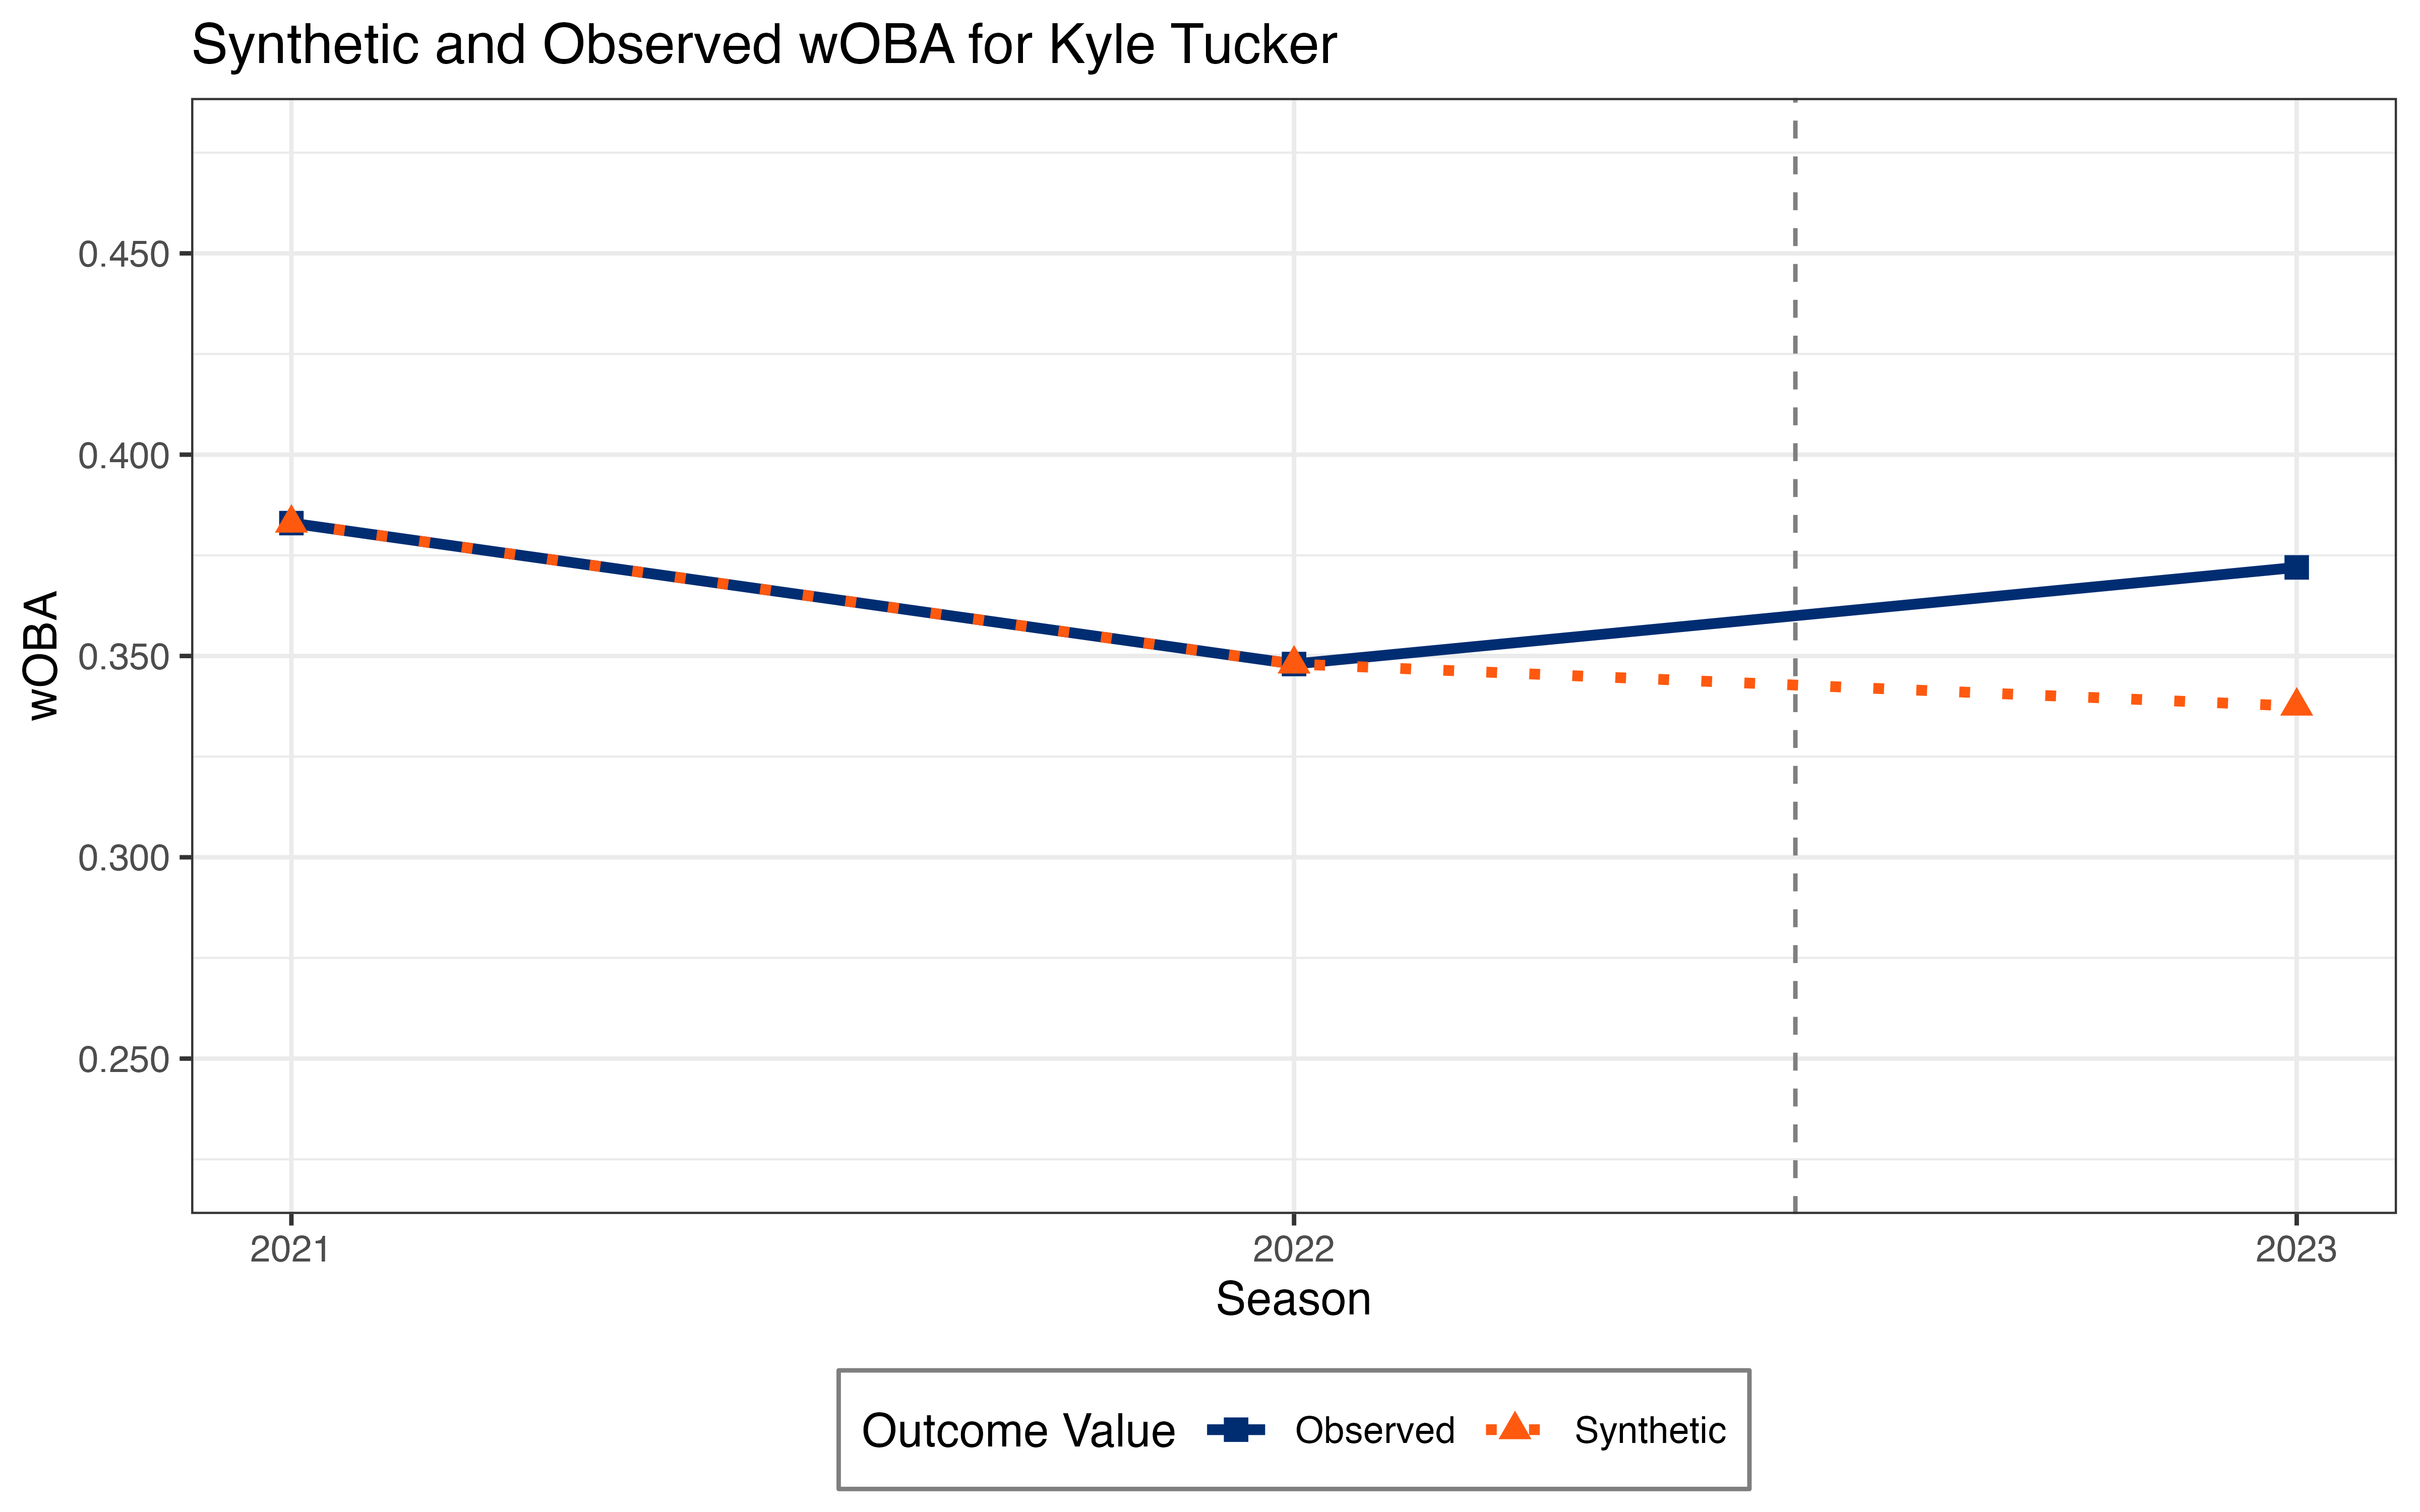 Synthetic and Observed wOBA for Kyle Tucker
wOBA
0.450
0.400
0.350
0.300
0.250
2021 2022 2023
Season
Outcome Value Observed Synthetic